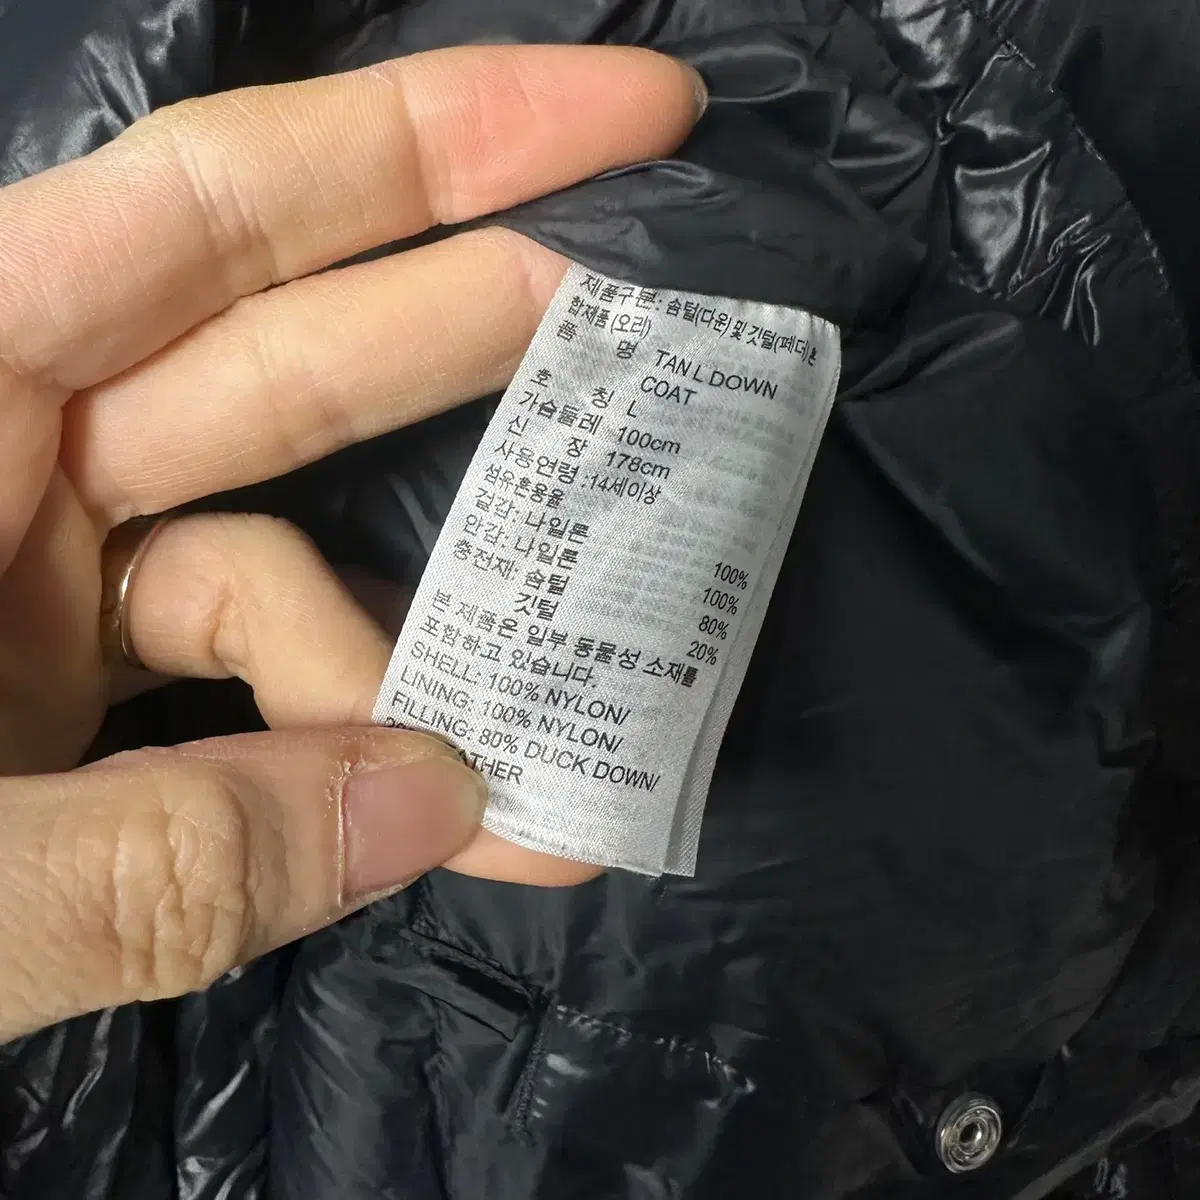 제품구분: 솜털(다운) 및 깃털(페더) 혼
합제품 (오리)
품 명 TAN L DOWN
COAT
호 칭 L
가슴둘레 100cm
신 장 178cm
사용연령 :14세이상
섬유혼용율
겉감: 나일론 100%
안감: 나일론 100%
충전재: 솜털 80%
깃털 20%
본 제품은 일부 동물성 소재를
포함하고 있습니다.
SHELL: 100% NYLON/
LINING: 100% NYLON/
FILLING: 80% DUCK DOWN/